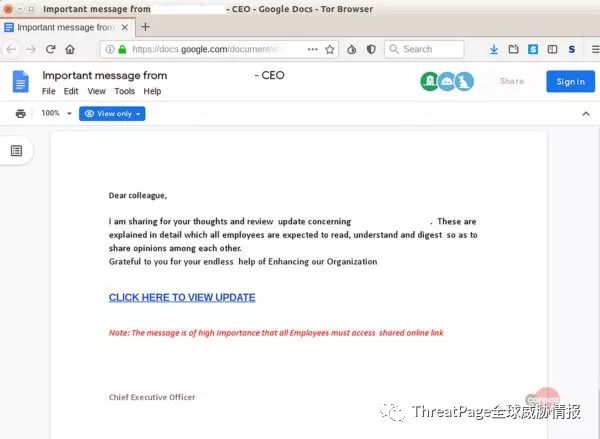 Important message from - CEO - Google Docs - Tor Browser
Important message from
https://docs.google.com/document/d/
Search
Important message from - CEO
File Edit View Tools Help
Share
Sign in
100%
View only
Dear colleague,
I am sharing for your thoughts and review update concerning . These are
explained in detail which all employees are expected to read, understand and digest so as to
share opinions among each other.
Grateful to you for your endless help of Enhancing our Organization
CLICK HERE TO VIEW UPDATE
Note: The message is of high Importance that all Employees must access shared online link
Chief Executive Officer
ThreatPage全球威胁情报